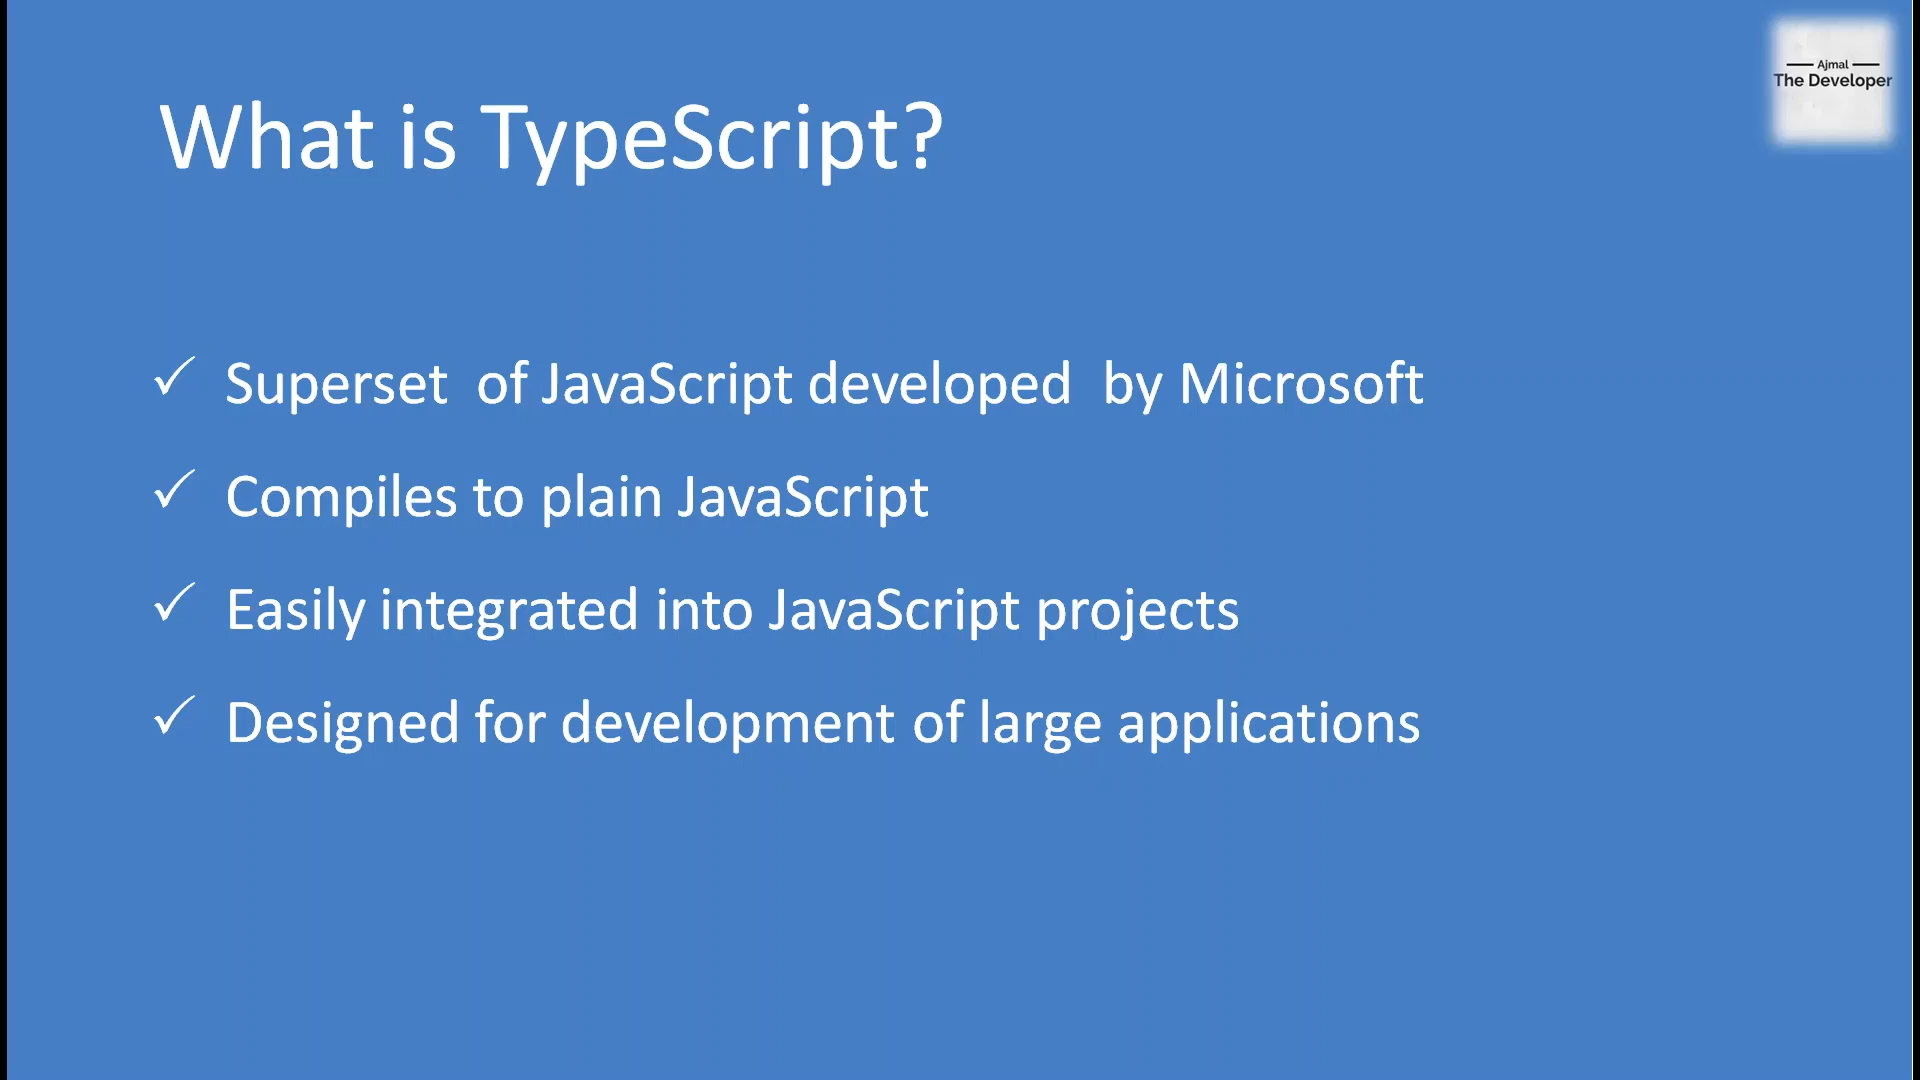 Ajmal
The Developer
What is TypeScript?
✓ Superset of JavaScript developed by Microsoft
✓ Compiles to plain JavaScript
✓ Easily integrated into JavaScript projects
✓ Designed for development of large applications